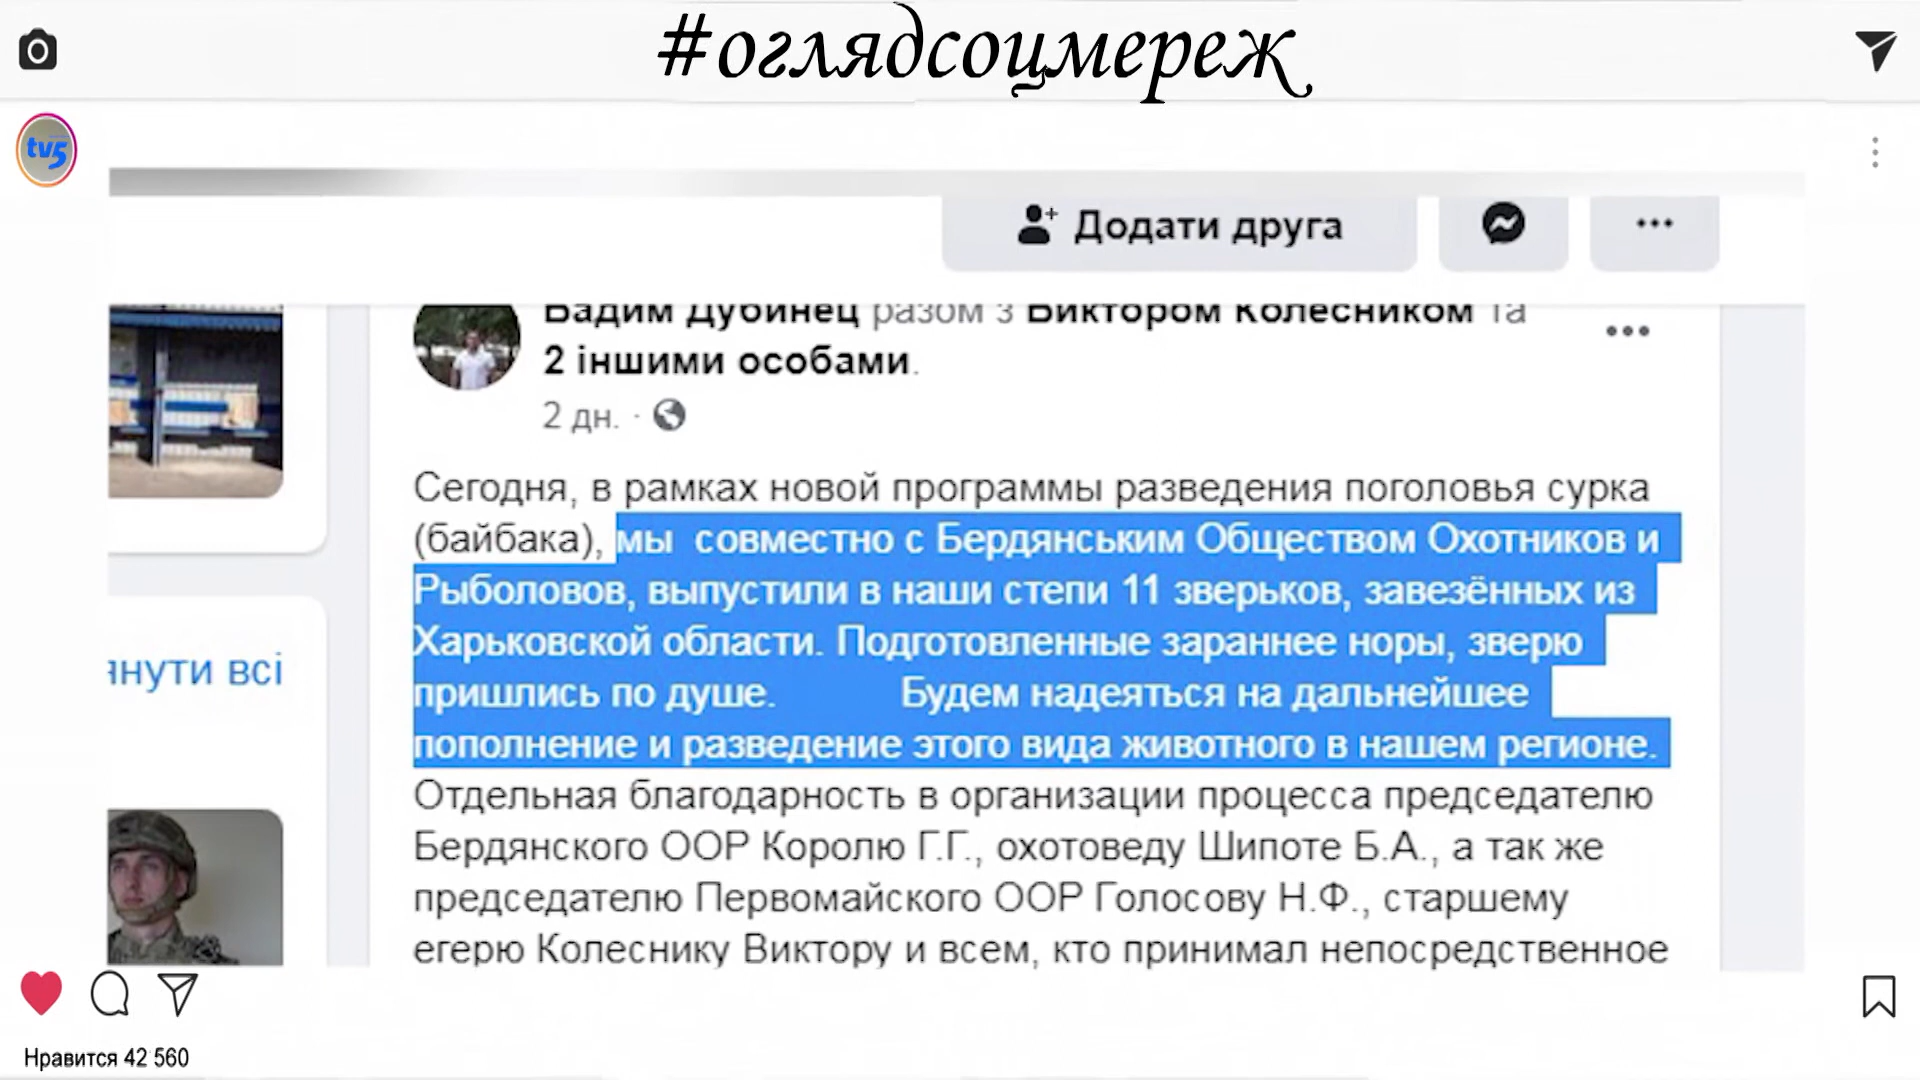 #оглядсоцмереж
tv5
Додати друга
Вадим Дубинец разом з Виктором Колесником та
2 іншими особами.
2 дн.
Сегодня, в рамках новой программы разведения поголовья сурка
(байбака), мы совместно с Бердянським Обществом Охотников и
Рыболовов, выпустили в наши степи 11 зверьков, завезённых из
Харьковской области. Подготовленные зараннее норы, зверю
пришлись по душе. Будем надеяться на дальнейшее
пополнение и разведение этого вида животного в нашем регионе.
Отдельная благодарность в организации процесса председателю
Бердянского ООР Королю Г.Г., охотоведу Шипоте Б.А., а так же
председателю Первомайского ООР Голосову Н.Ф., старшему
егерю Колеснику Виктору и всем, кто принимал непосредственное
янути всі
Нравится 42 560